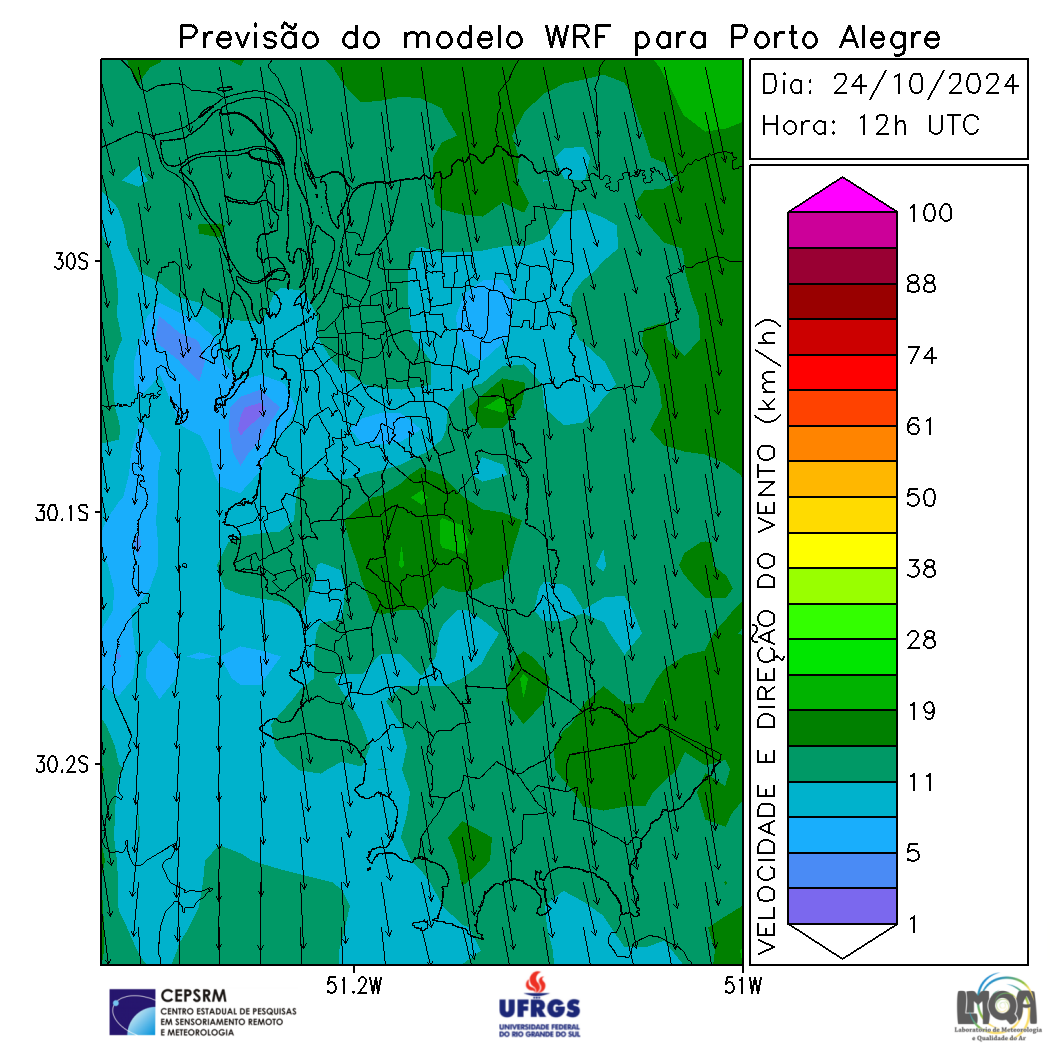 Previsão do modelo WRF para Porto Alegre
Dia: 24/10/2024
Hora: 12h UTC
30S
30.1S
30.2S
51.2W
51W
VELOCIDADE E DIREÇÃO DO VENTO (km/h)
100
88
74
61
50
38
28
19
11
5
1
CEPSRM
CENTRO ESTADUAL DE PESQUISAS
EM SENSORIAMENTO REMOTO
E METEOROLOGIA
UFRGS
UNIVERSIDADE FEDERAL
DO RIO GRANDE DO SUL
LMQA
Laboratório de Meteorologia
e Qualidade do Ar